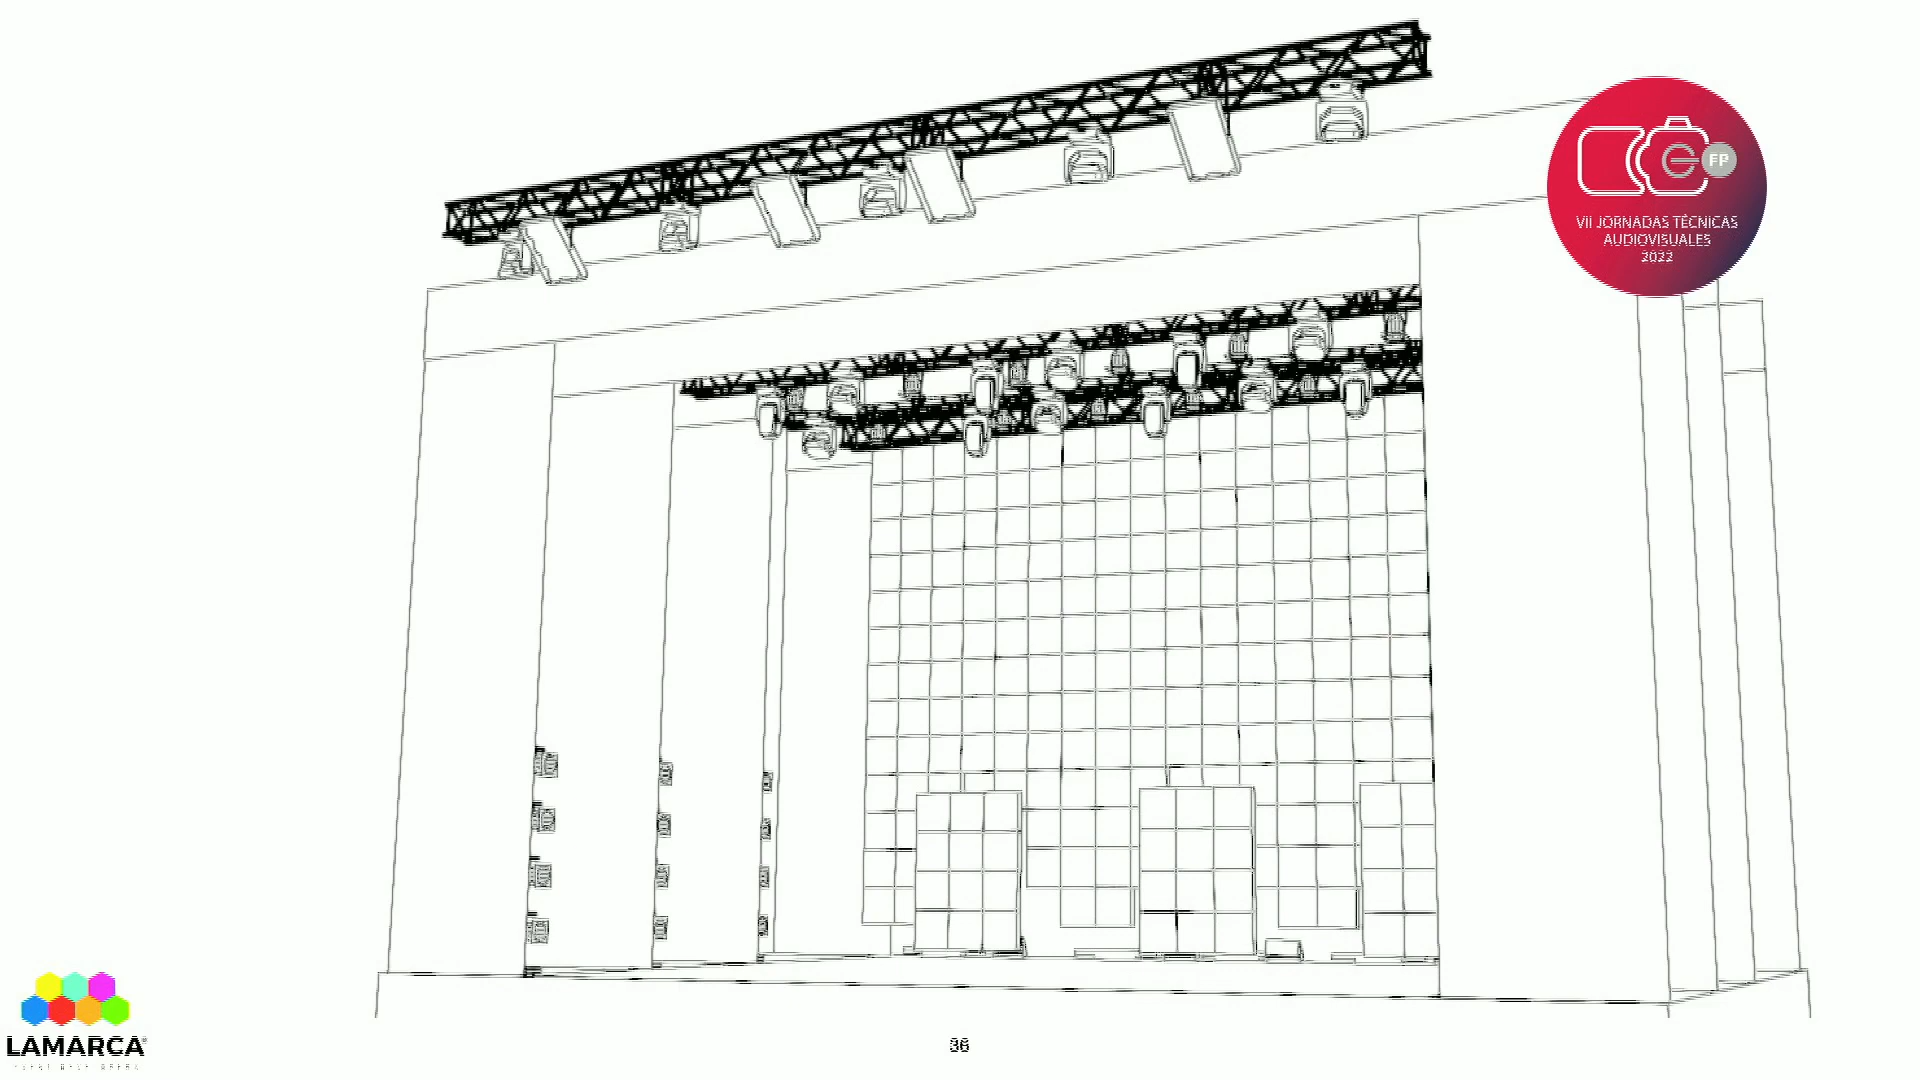 FP
VII JORNADAS TÉCNICAS
AUDIOVISUALES
2022
LAMARCA
36